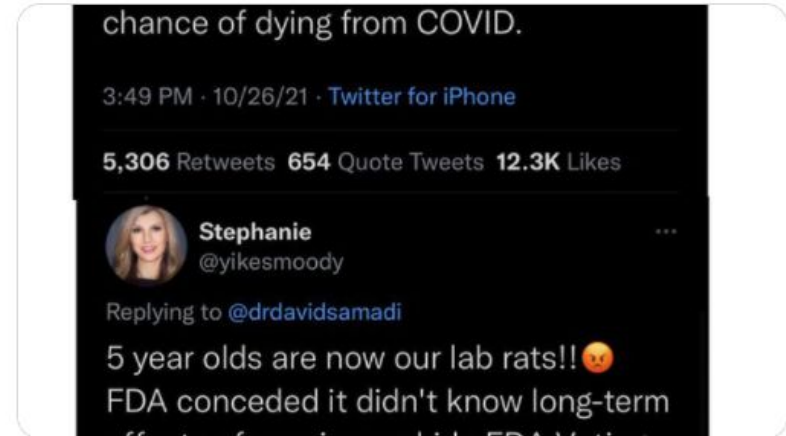 chance of dying from COVID.
3:49 PM · 10/26/21 · Twitter for iPhone
5,306 Retweets 654 Quote Tweets 12.3K Likes
Stephanie
@yikesmoody
Replying to @drdavidsamadi
5 year olds are now our lab rats!!😡
FDA conceded it didn't know long-term